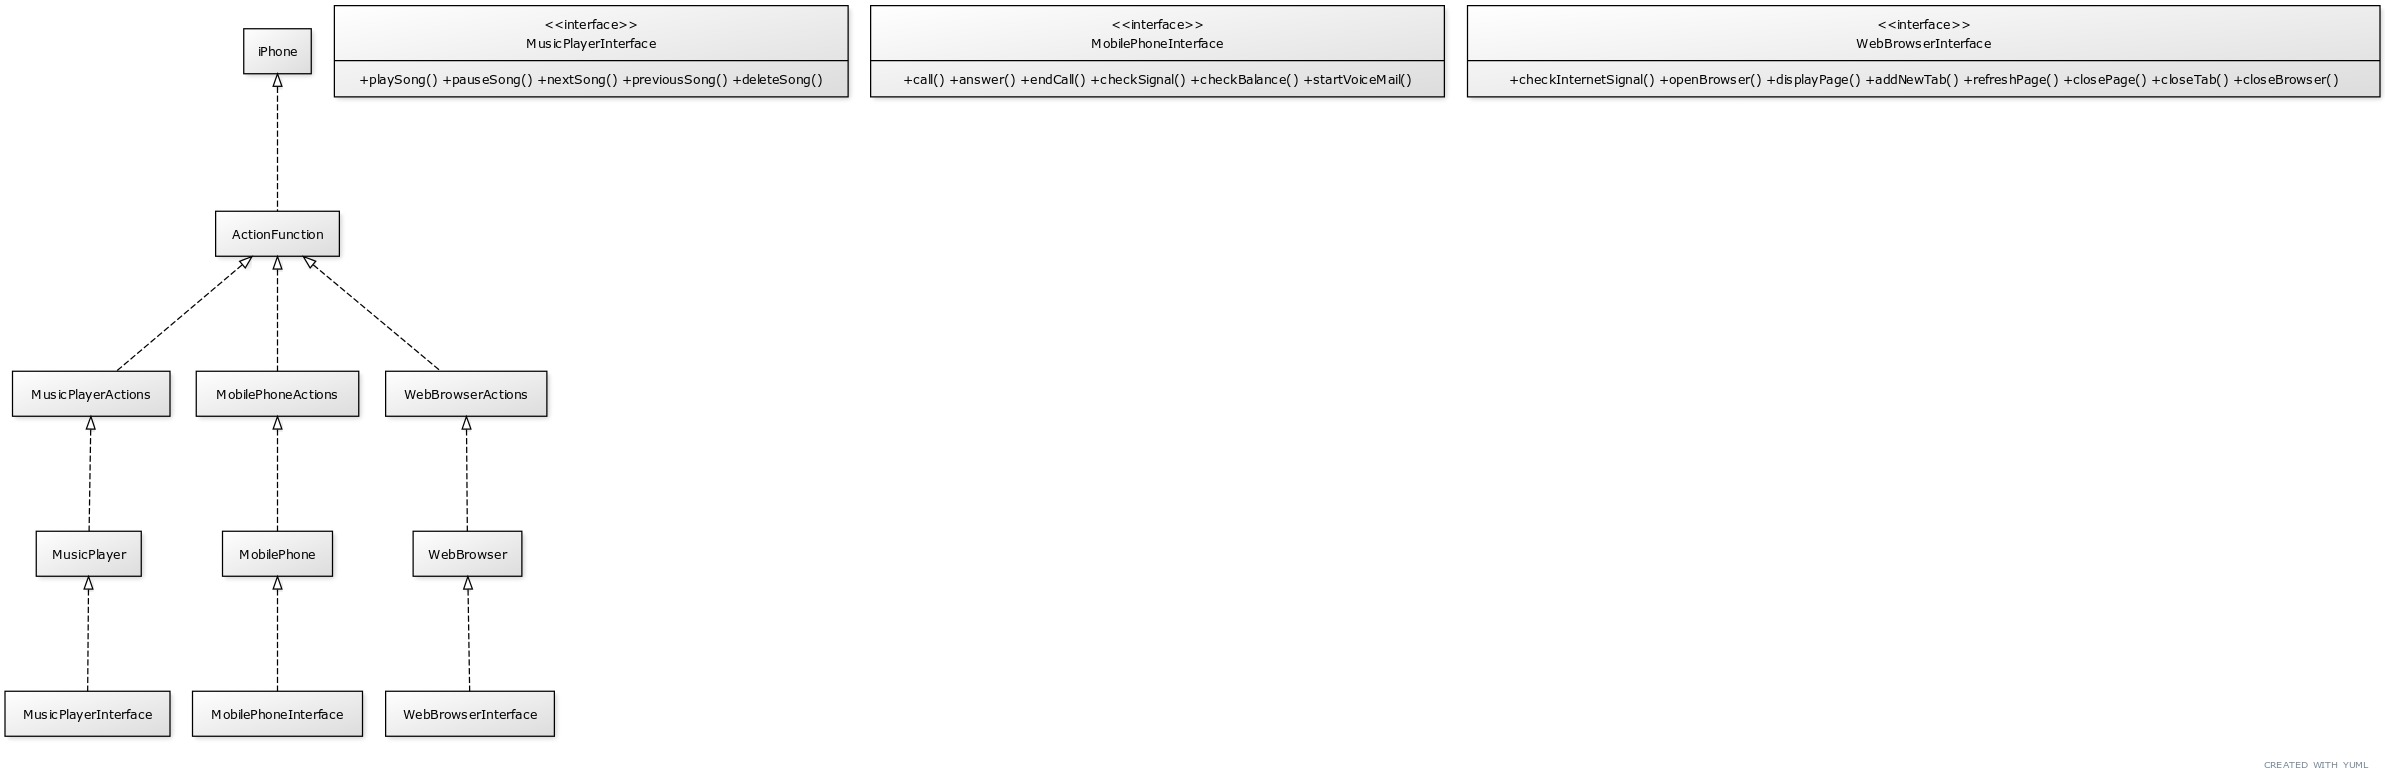 iPhone
<<interface>>
MusicPlayerInterface
+playSong() +pauseSong() +nextSong() +previousSong() +deleteSong()
<<interface>>
MobilePhoneInterface
+call() +answer() +endCall() +checkSignal() +checkBalance() +startVoiceMail()
<<interface>>
WebBrowserInterface
+checkInternetSignal() +openBrowser() +displayPage() +addNewTab() +refreshPage() +closePage() +closeTab() +closeBrowser()
ActionFunction
MusicPlayerActions
MobilePhoneActions
WebBrowserActions
MusicPlayer
MobilePhone
WebBrowser
MusicPlayerInterface
MobilePhoneInterface
WebBrowserInterface
CREATED WITH YUML